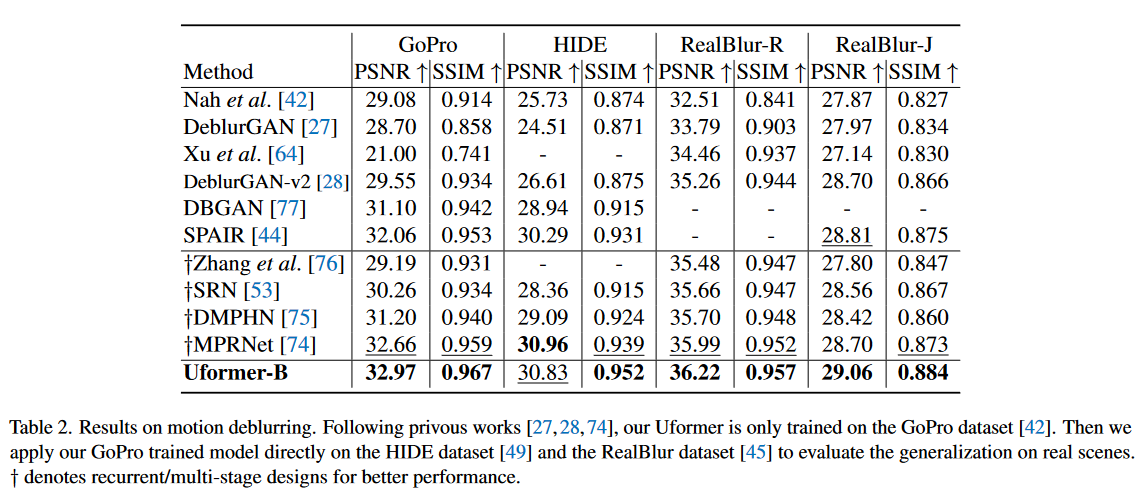 GoPro HIDE RealBlur-R RealBlur-J
Method PSNR ↑ SSIM ↑ PSNR ↑ SSIM ↑ PSNR ↑ SSIM ↑ PSNR ↑ SSIM ↑
Nah et al. [42] 29.08 0.914 25.73 0.874 32.51 0.841 27.87 0.827
DeblurGAN [27] 28.70 0.858 24.51 0.871 33.79 0.903 27.97 0.834
Xu et al. [64] 21.00 0.741 - - 34.46 0.937 27.14 0.830
DeblurGAN-v2 [28] 29.55 0.934 26.61 0.875 35.26 0.944 28.70 0.866
DBGAN [77] 31.10 0.942 28.94 0.915 - - - -
SPAIR [44] 32.06 0.953 30.29 0.931 - - 28.81 0.875
†Zhang et al. [76] 29.19 0.931 - - 35.48 0.947 27.80 0.847
†SRN [53] 30.26 0.934 28.36 0.915 35.66 0.947 28.56 0.867
†DMPHN [75] 31.20 0.940 29.09 0.924 35.70 0.948 28.42 0.860
†MPRNet [74] 32.66 0.959 30.96 0.939 35.99 0.952 28.70 0.873
Uformer-B 32.97 0.967 30.83 0.952 36.22 0.957 29.06 0.884
Table 2. Results on motion deblurring. Following privous works [27,28,74], our Uformer is only trained on the GoPro dataset [42]. Then we
apply our GoPro trained model directly on the HIDE dataset [49] and the RealBlur dataset [45] to evaluate the generalization on real scenes.
† denotes recurrent/multi-stage designs for better performance.